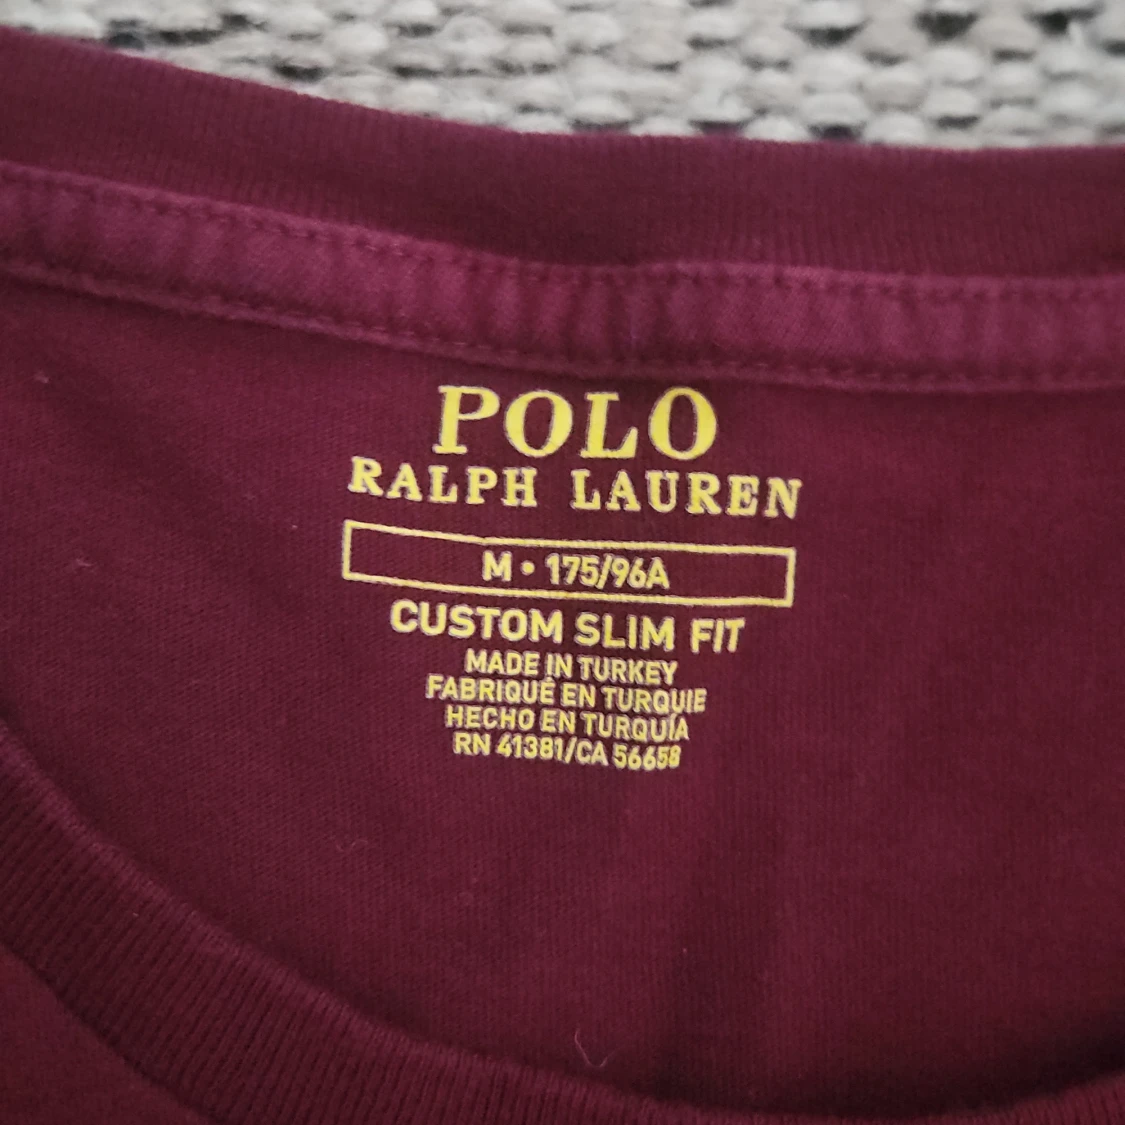 POLO
RALPH LAUREN
M • 175/96A
CUSTOM SLIM FIT
MADE IN TURKEY
FABRIQUÉ EN TURQUIE
HECHO EN TURQUÍA
RN 41381/CA 56658